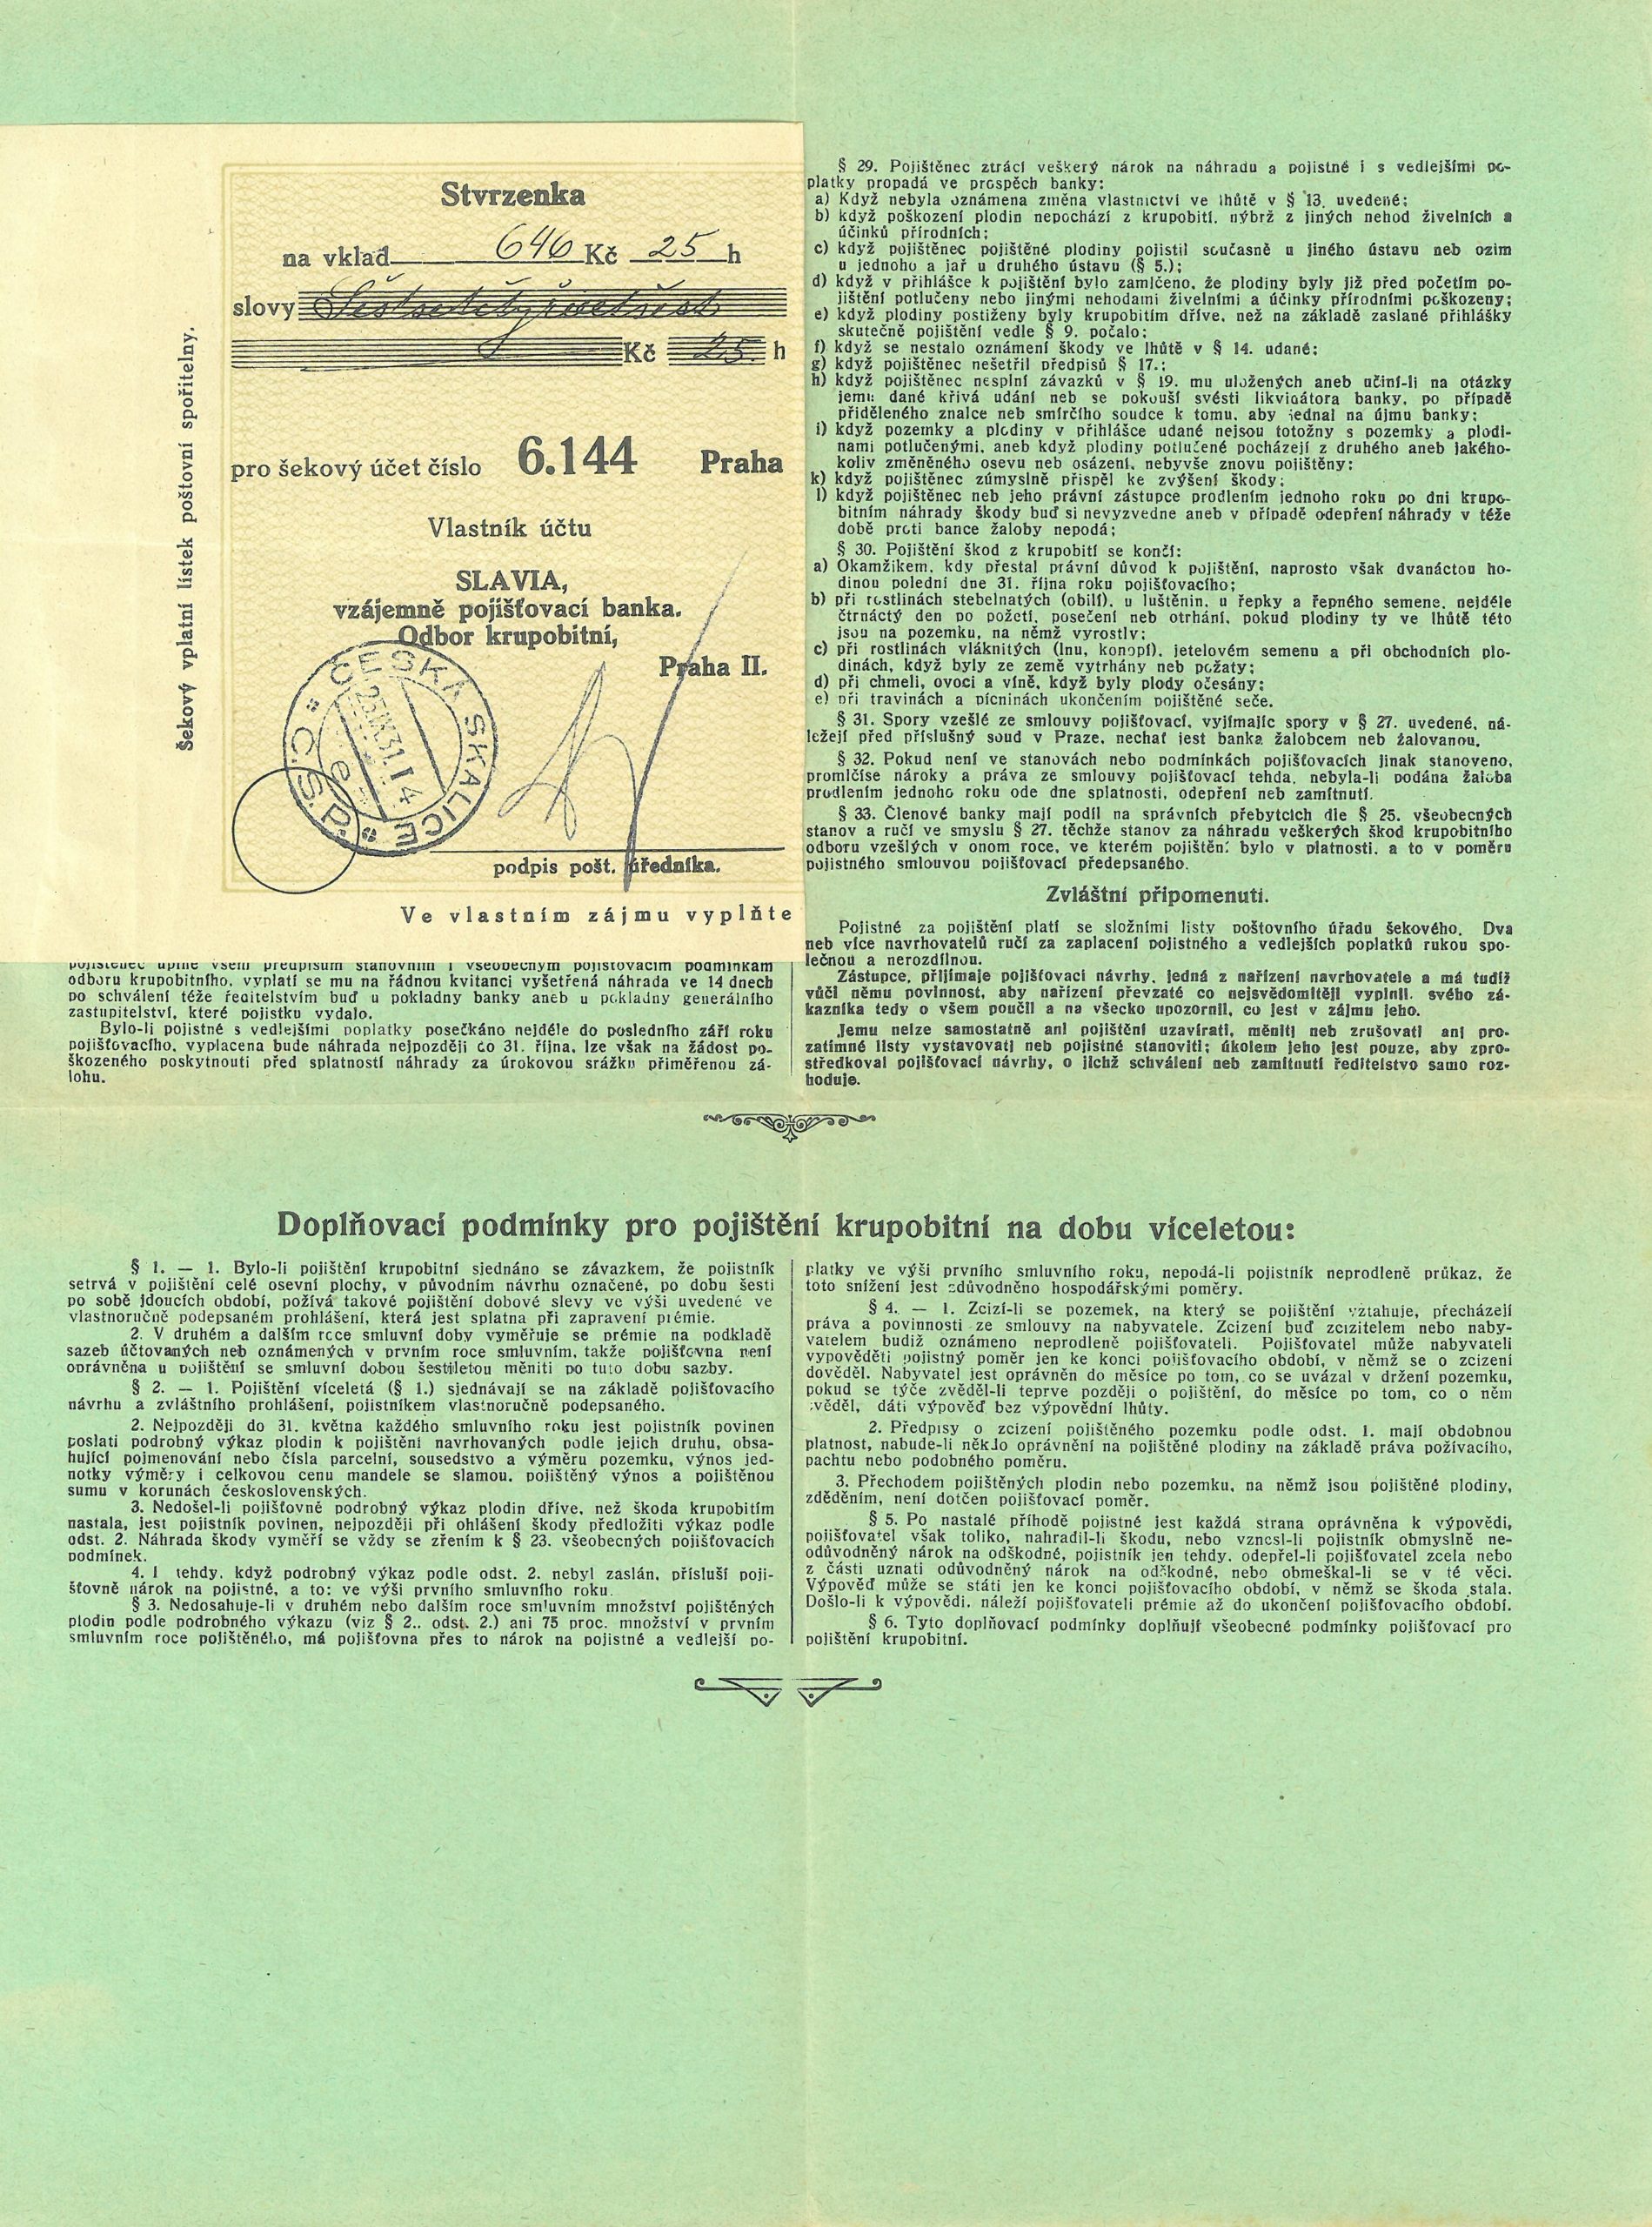 Stvrzenka
na vklad 646 Kč 25 h
slovy Šestsetčtyřicetšest
Kč 25 h
pro šekový účet číslo 6.144 Praha
Vlastník účtu
SLAVIA,
vzájemně pojišťovací banka.
Odbor krupobitní,
Praha II.
ČESKÁ SKALICE
Č.S.P.
podpis pošt. úředníka.
Ve vlastním zájmu vyplňte
Šekový vplatní lístek poštovní spořitelny.
pojištěnec úplně všem předpisům stanovním i všeobecným pojišťovacím podmínkám
odboru krupobitního, vyplatí se mu na řádnou kvitanci vyšetřená náhrada ve 14 dnech
po schválení téže ředitelstvím buď u pokladny banky aneb u pokladny generálního
zastupitelství, které pojistku vydalo.
Bylo-li pojistné s vedlejšími poplatky posečkáno nejdéle do posledního září roku
pojišťovacího, vyplacena bude náhrada nejpozději do 31. října, lze však na žádost po-
škozeného poskytnouti před splatností náhrady za úrokovou srážku přiměřenou zá-
lohu.
§ 29. Pojištěnec ztrácí veškerý nárok na náhradu a pojistné i s vedlejšími po-
platky propadá ve prospěch banky:
a) Když nebyla oznámena změna vlastnictví ve lhůtě v § 13. uvedené;
b) když poškození plodin nepochází z krupobití, nýbrž z jiných nehod živelních a
účinků přírodních;
c) když pojištěnec pojištěné plodiny pojistil současně u jiného ústavu neb ozim
u jednoho a jař u druhého ústavu (§ 5.);
d) když v přihlášce k pojištění bylo zamlčeno, že plodiny byly již před početím po-
jištění potlučeny nebo jinými nehodami živelními a účinky přírodními poškozeny;
e) když plodiny postiženy byly krupobitím dříve, než na základě zaslané přihlášky
skutečně pojištění vedle § 9. počalo;
f) když se nestalo oznámení škody ve lhůtě v § 14. udané;
g) když pojištěnec nešetřil předpisů § 17.;
h) když pojištěnec nesplní závazků v § 19. mu uložených aneb učiní-li na otázky
jemu dané křivá udání neb se pokouší svésti likvidátora banky, po případě
přiděleného znalce neb smírčího soudce k tomu, aby jednal na újmu banky;
i) když pozemky a plodiny v přihlášce udané nejsou totožny s pozemky a plodi-
nami potlučenými, aneb když plodiny potlučené pocházejí z druhého aneb jakého-
koliv změněného osevu neb osázení, nebyvše znovu pojištěny;
k) když pojištěnec zúmyslně přispěl ke zvýšení škody;
l) když pojištěnec neb jeho právní zástupce prodlením jednoho roku po dni krupo-
bitním náhrady škody buď si nevyzvedne aneb v případě odepření náhrady v téže
době proti bance žaloby nepodá;
§ 30. Pojištění škod z krupobití se končí:
a) Okamžikem, kdy přestal právní důvod k pojištění, naprosto však dvanáctou ho-
dinou polední dne 31. října roku pojišťovacího;
b) při rostlinách stebelnatých (obilí), u luštěnin, u řepky a řepného semene, nejdéle
čtrnáctý den po požetí, posečení neb otrhání, pokud plodiny ty ve lhůtě této
jsou na pozemku, na němž vyrostly;
c) při rostlinách vláknitých (lnu, konopí), jetelovém semenu a při obchodních plo-
dinách, když byly ze země vytrhány neb požaty;
d) při chmeli, ovoci a víně, když byly plody očesány;
e) při travinách a pícninách ukončením pojištěné seče.
§ 31. Spory vzešlé ze smlouvy pojišťovací, vyjímajíc spory v § 27. uvedené, ná-
ležejí před příslušný soud v Praze, nechať jest banka žalobcem neb žalovanou.
§ 32. Pokud není ve stanovách nebo podmínkách pojišťovacích jinak stanoveno,
promlčíse nároky a práva ze smlouvy pojišťovací tehda, nebyla-li podána žaloba
prodlením jednoho roku ode dne splatnosti, odepření neb zamítnutí.
§ 33. Členové banky mají podíl na správních přebytcích dle § 25. všeobecných
stanov a ručí ve smyslu § 27. těchže stanov za náhradu veškerých škod krupobitního
odboru vzešlých v onom roce, ve kterém pojištění bylo v platnosti, a to v poměru
pojistného smlouvou pojišťovací předepsaného.
Zvláštní připomenutí.
Pojistné za pojištění platí se složními listy poštovního úřadu šekového. Dva
neb více navrhovatelů ručí za zaplacení pojistného a vedlejších poplatků rukou spo-
lečnou a nerozdílnou.
Zástupce, přijímaje pojišťovací návrhy, jedná z nařízení navrhovatele a má tudíž
vůči němu povinnost, aby nařízení převzaté co nejsvědomitěji vyplnil, svého zá-
kazníka tedy o všem poučil a na všecko upozornil, co jest v zájmu jeho.
Jemu nelze samostatně ani pojištění uzavírati, měniti neb zrušovati ani pro-
zatímné listy vystavovati neb pojistné stanoviti; úkolem jeho jest pouze, aby zpro-
středkoval pojišťovací návrhy, o jichž schválení neb zamítnutí ředitelstvo samo roz-
hoduje.
Doplňovací podmínky pro pojištění krupobitní na dobu víceletou:
§ 1. — 1. Bylo-li pojištění krupobitní sjednáno se závazkem, že pojistník
setrvá v pojištění celé osevní plochy, v původním návrhu označené, po dobu šesti
po sobě jdoucích období, požívá takové pojištění dobové slevy ve výši uvedené ve
vlastnoručně podepsaném prohlášení, která jest splatna při zapravení prémie.
2. V druhém a dalším roce smluvní doby vyměřuje se prémie na podkladě
sazeb účtovaných neb oznámených v prvním roce smluvním, takže pojišťovna není
oprávněna u pojištění se smluvní dobou šestiletou měniti po tuto dobu sazby.
§ 2. — 1. Pojištění víceletá (§ 1.) sjednávají se na základě pojišťovacího
návrhu a zvláštního prohlášení, pojistníkem vlastnoručně podepsaného.
2. Nejpozději do 31. května každého smluvního roku jest pojistník povinen
poslati podrobný výkaz plodin k pojištění navrhovaných podle jejich druhu, obsa-
hující pojmenování nebo čísla parcelní, sousedstvo a výměru pozemku, výnos jed-
notky výměry i celkovou cenu mandele se slamou, pojištěný výnos a pojištěnou
sumu v korunách československých.
3. Nedošel-li pojišťovně podrobný výkaz plodin dříve, než škoda krupobitím
nastala, jest pojistník povinen, nejpozději při ohlášení škody předložiti výkaz podle
odst. 2. Náhrada škody vyměří se vždy se zřením k § 23. všeobecných pojišťovacích
podmínek.
4. I tehdy, když podrobný výkaz podle odst. 2. nebyl zaslán, přísluší poji-
šťovně nárok na pojistné, a to: ve výši prvního smluvního roku.
§ 3. Nedosahuje-li v druhém nebo dalším roce smluvním množství pojištěných
plodin podle podrobného výkazu (viz § 2., odst. 2.) ani 75 proc. množství v prvním
smluvním roce pojištěného, má pojišťovna přes to nárok na pojistné a vedlejší po-
platky ve výši prvního smluvního roku, nepodá-li pojistník neprodleně průkaz, že
toto snížení jest zdůvodněno hospodářskými poměry.
§ 4. — 1. Zcizí-li se pozemek, na který se pojištění vztahuje, přecházejí
práva a povinnosti ze smlouvy na nabyvatele. Zcizení buď zcizitelem nebo naby-
vatelem budiž oznámeno neprodleně pojišťovateli. Pojišťovatel může nabyvateli
vypověděti pojistný poměr jen ke konci pojišťovacího období, v němž se o zcizení
dověděl. Nabyvatel jest oprávněn do měsíce po tom, co se uvázal v držení pozemku,
pokud se týče zvěděl-li teprve později o pojištění, do měsíce po tom, co o něm
zvěděl, dáti výpověď bez výpovědní lhůty.
2. Předpisy o zcizení pojištěného pozemku podle odst. 1. mají obdobnou
platnost, nabude-li někdo oprávnění na pojištěné plodiny na základě práva požívacího,
pachtu nebo podobného poměru.
3. Přechodem pojištěných plodin nebo pozemku, na němž jsou pojištěné plodiny,
zděděním, není dotčen pojišťovací poměr.
§ 5. Po nastalé příhodě pojistné jest každá strana oprávněna k výpovědi,
pojišťovatel však toliko, nahradil-li škodu, nebo vznesl-li pojistník obmyslně ne-
odůvodněný nárok na odškodné, pojistník jen tehdy, odepřel-li pojišťovatel zcela nebo
z části uznati odůvodněný nárok na odškodné, nebo obmeškal-li se v té věci.
Výpověď může se státi jen ke konci pojišťovacího období, v němž se škoda stala.
Došlo-li k výpovědi, náleží pojišťovateli prémie až do ukončení pojišťovacího období.
§ 6. Tyto doplňovací podmínky doplňují všeobecné podmínky pojišťovací pro
pojištění krupobitní.